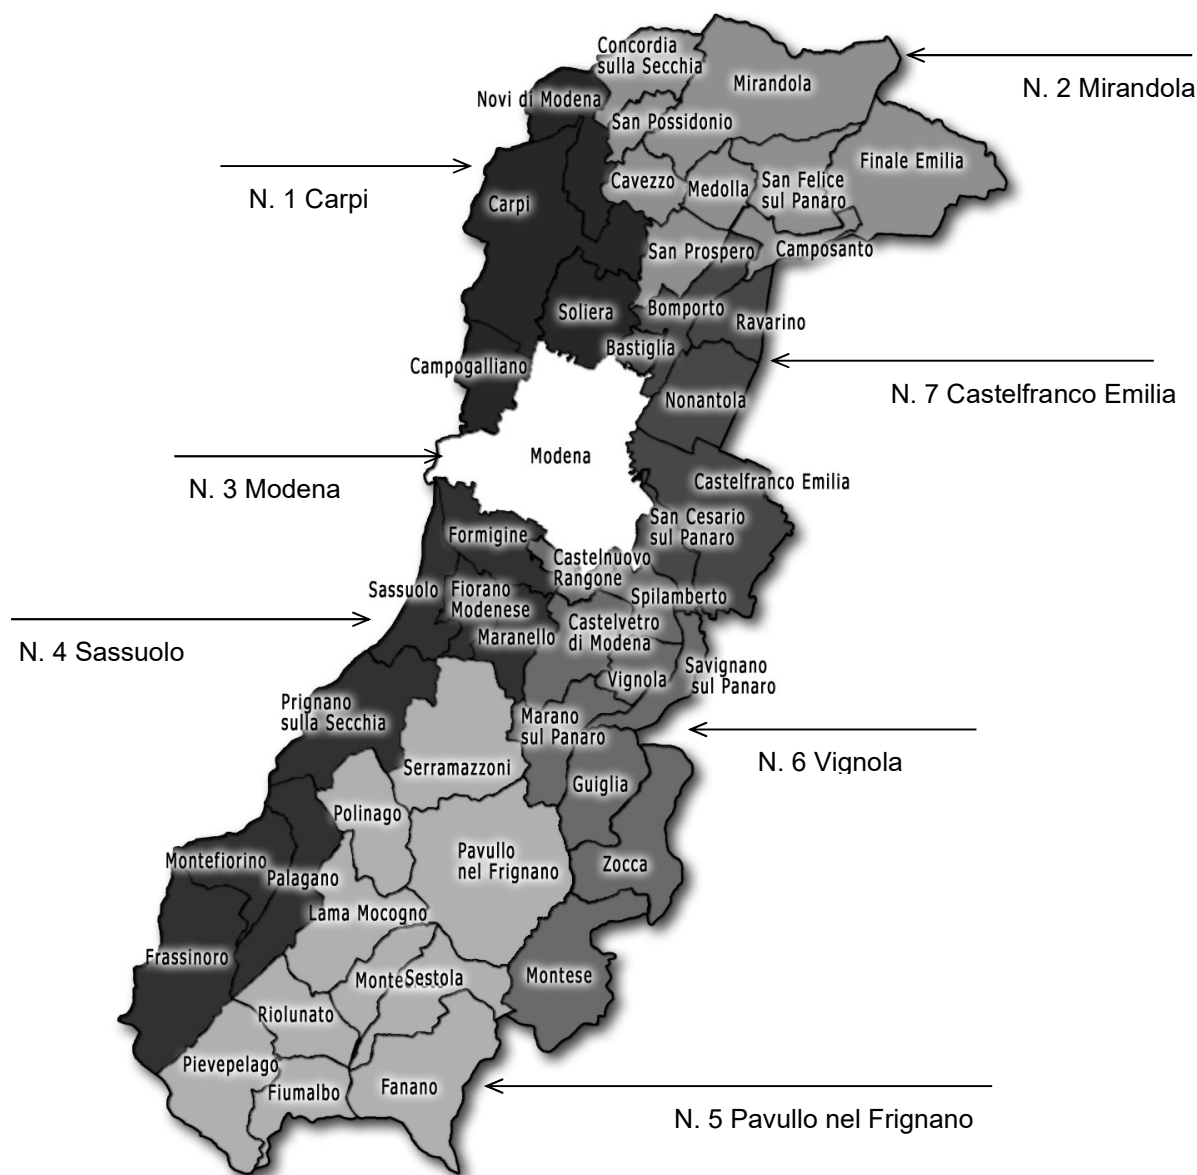 Concordia
sulla Secchia
Mirandola
N. 2 Mirandola
Novi di Modena
San Possidonio
Finale Emilia
N. 1 Carpi
Carpi
Cavezzo
Medolla
San Felice
sul Panaro
San Prospero
Camposanto
Soliera
Bomporto
Ravarino
Bastiglia
Campogalliano
Nonantola
N. 7 Castelfranco Emilia
Modena
N. 3 Modena
Castelfranco Emilia
San Cesario
sul Panaro
Formigine
Castelnuovo
Rangone
Sassuolo
Fiorano
Modenese
Spilamberto
Castelvetro
di Modena
Maranello
N. 4 Sassuolo
Vignola
Savignano
sul Panaro
Prignano
sulla Secchia
Marano
sul Panaro
N. 6 Vignola
Serramazzoni
Guiglia
Polinago
Pavullo
nel Frignano
Zocca
Montefiorino
Palagano
Lama Mocogno
Frassinoro
Sestola
Montese
Riolunato
Pievepelago
Fiumalbo
Fanano
N. 5 Pavullo nel Frignano